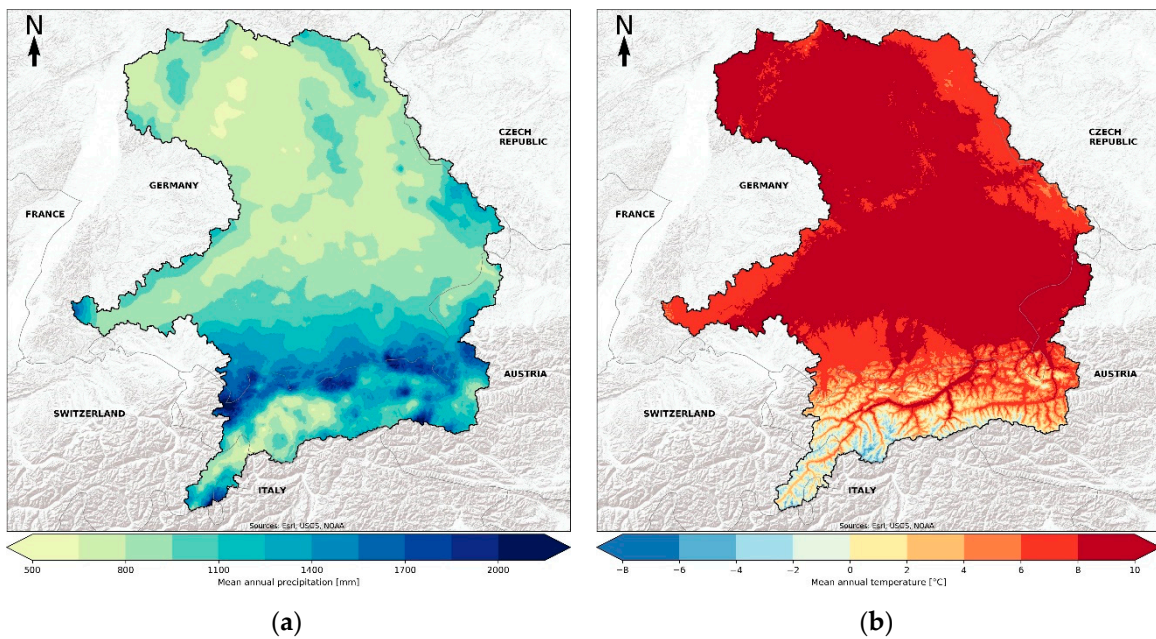 N
CZECH
REPUBLIC
GERMANY
FRANCE
AUSTRIA
SWITZERLAND
ITALY
Sources: Esri, USGS, NOAA
500 800 1100 1400 1700 2000
Mean annual precipitation [mm]
(a)
N
CZECH
REPUBLIC
GERMANY
FRANCE
AUSTRIA
SWITZERLAND
ITALY
Sources: Esri, USGS, NOAA
−8 −6 −4 −2 0 2 4 6 8 10
Mean annual temperature [°C]
(b)